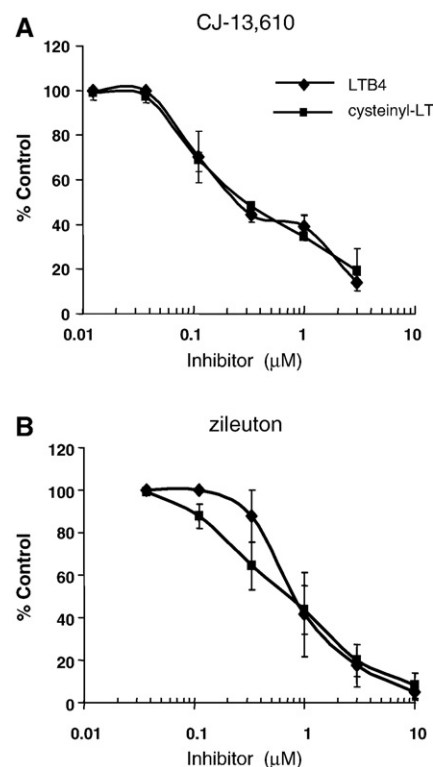 A
CJ-13,610
120
100
80
60
40
20
0
% Control
LTB4
cysteinyl-LT
0.01 0.1 1 10
Inhibitor (µM)
B
zileuton
120
100
80
60
40
20
0
% Control
0.01 0.1 1 10
Inhibitor (µM)